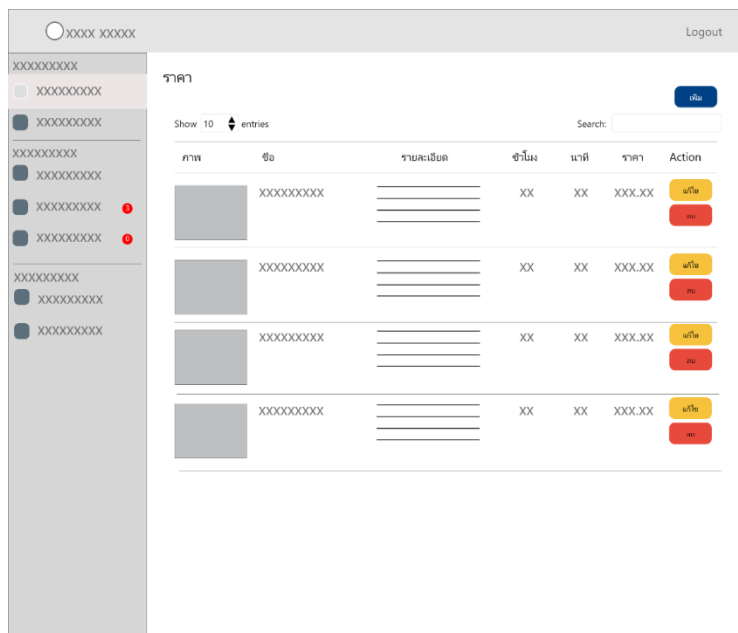 XXXX XXXXX
Logout
XXXXXXXXX
XXXXXXXXX
XXXXXXXXX
XXXXXXXXX
XXXXXXXXX
XXXXXXXXX 3
XXXXXXXXX 0
XXXXXXXXX
XXXXXXXXX
XXXXXXXXX
ราคา
เพิ่ม
Show 10 entries
Search:
ภาพ ชื่อ รายละเอียด ชั่วโมง นาที ราคา Action
XXXXXXXXX XX XX XXX.XX แก้ไข
ลบ
XXXXXXXXX XX XX XXX.XX แก้ไข
ลบ
XXXXXXXXX XX XX XXX.XX แก้ไข
ลบ
XXXXXXXXX XX XX XXX.XX แก้ไข
ลบ